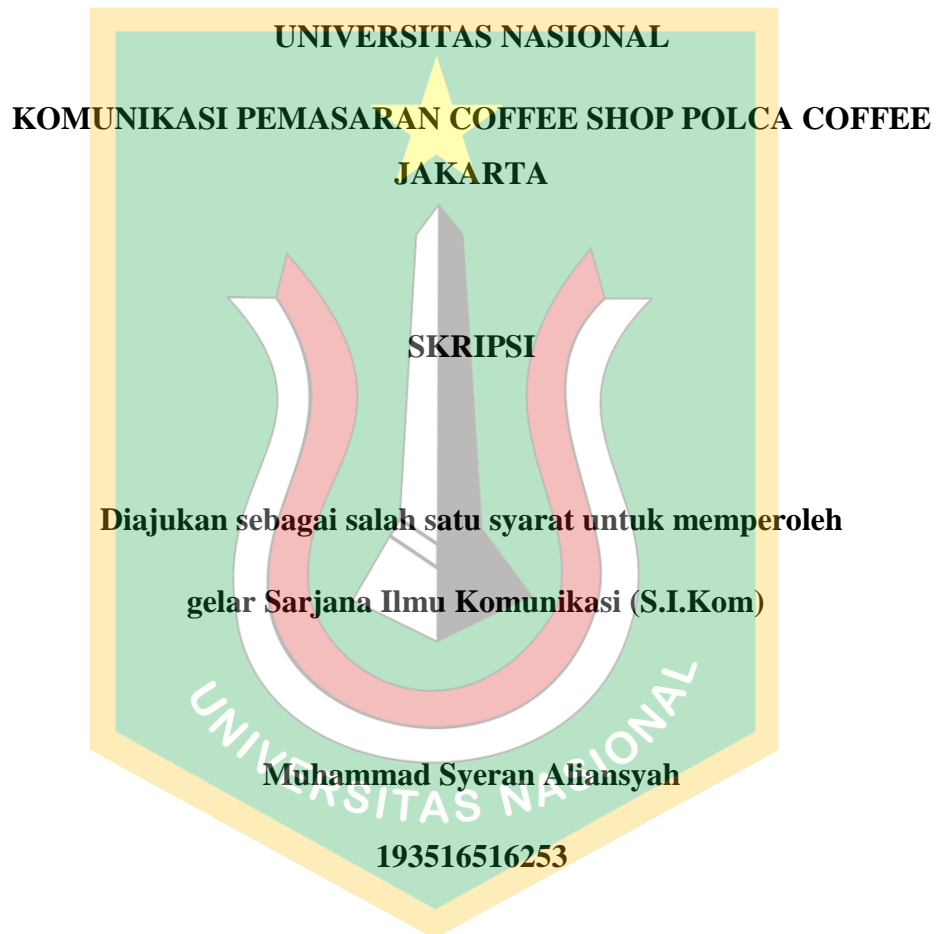 UNIVERSITAS NASIONAL
KOMUNIKASI PEMASARAN COFFEE SHOP POLCA COFFEE
JAKARTA
SKRIPSI
Diajukan sebagai salah satu syarat untuk memperoleh
gelar Sarjana Ilmu Komunikasi (S.I.Kom)
Muhammad Syeran Aliansyah
UNIVERSITAS NASIONAL
193516516253